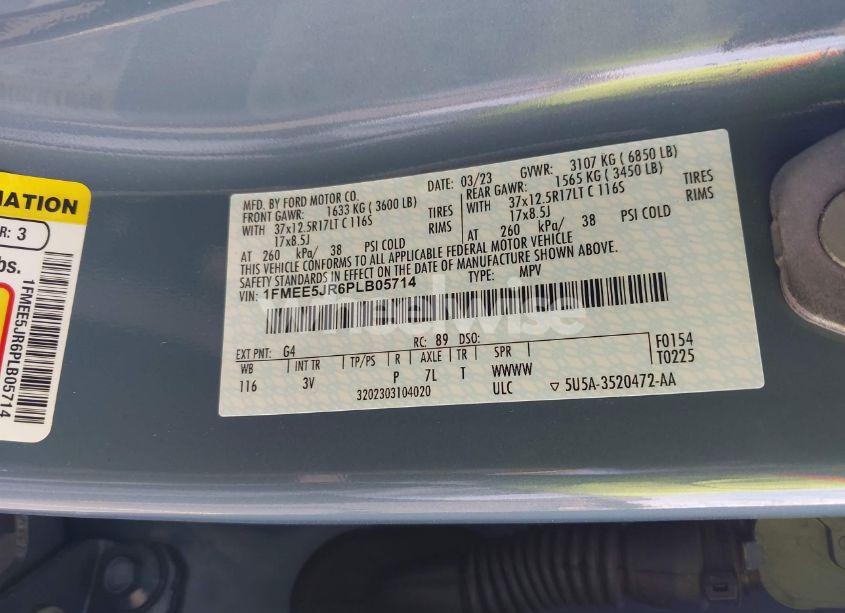 MATION
R: 3
bs.
1FMEE5JR6PLB05714
MFD. BY FORD MOTOR CO. DATE: 03/23 GVWR: 3107 KG ( 6850 LB)
FRONT GAWR: 1633 KG ( 3600 LB) REAR GAWR: 1565 KG ( 3450 LB)
WITH 37x12.5R17LT C 116S TIRES WITH 37x12.5R17LT C 116S TIRES
17x8.5J RIMS 17x8.5J RIMS
AT 260 kPa/ 38 PSI COLD AT 260 kPa/ 38 PSI COLD
THIS VEHICLE CONFORMS TO ALL APPLICABLE FEDERAL MOTOR VEHICLE
SAFETY STANDARDS IN EFFECT ON THE DATE OF MANUFACTURE SHOWN ABOVE.
VIN: 1FMEE5JR6PLB05714 TYPE: MPV
Wheelwise
EXT PNT: G4 RC: 89 DSO: F0154
WB INT TR TP/PS R AXLE TR SPR T0225
116 3V P 7L T WWWW
3202303104020 ULC ▽ 5U5A-3520472-AA